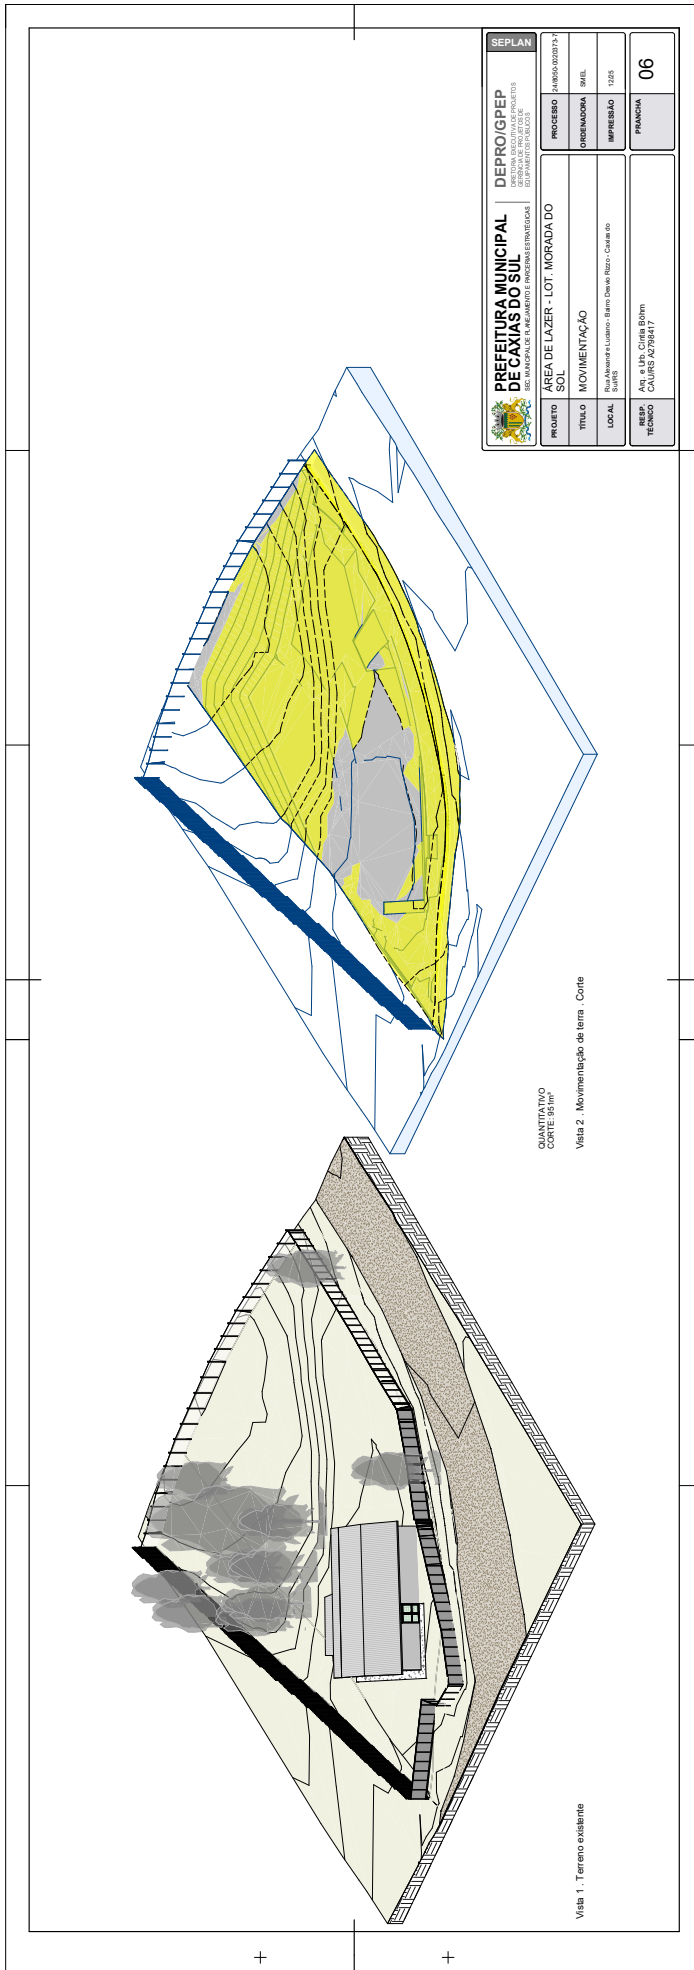 Vista 1 . Terreno existente
QUANTITATIVO
CORTE: 951m³
Vista 2 . Movimentação de terra . Corte
PREFEITURA MUNICIPAL
DE CAXIAS DO SUL
SEC. MUNICIPAL DE PLANEJAMENTO E PARCERIAS ESTRATÉGICAS
DEPRO/GPEP
DIRETORIA EXECUTIVA DE PROJETOS
GERÊNCIA DE PROJETOS DE
EQUIPAMENTOS PÚBLICOS
SEPLAN
PROJETO
ÁREA DE LAZER - LOT. MORADA DO
SOL
PROCESSO
TÍTULO
MOVIMENTAÇÃO
ORDENADORA
SMEL
LOCAL
Rua Alexandre Luciano - Bairro Desvio Rizzo - Caxias do
Sul/RS
IMPRESSÃO
12/25
RESP.
TÉCNICO
Arq. e Urb. Cintia Böhm
CAU/RS A2798417
PRANCHA
06